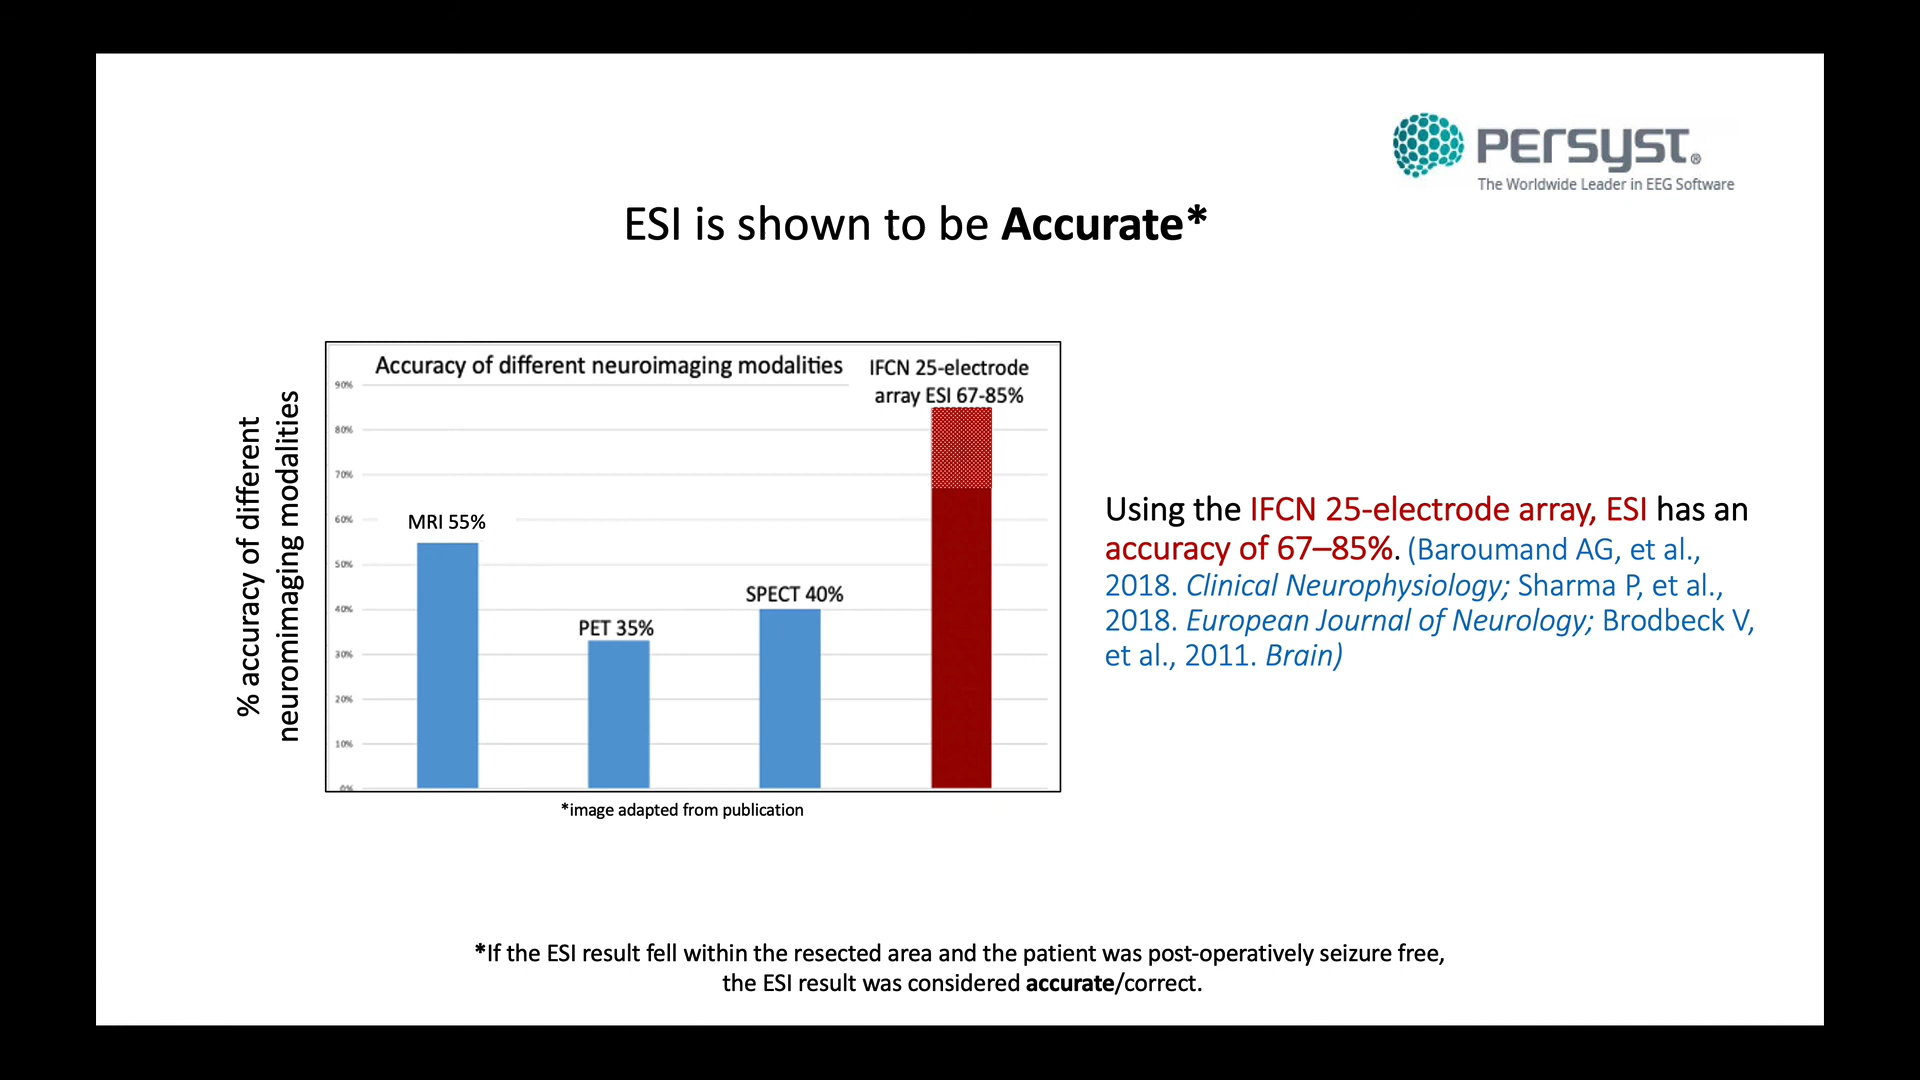 PERSYST®
The Worldwide Leader in EEG Software
ESI is shown to be Accurate*
% accuracy of different
neuromimaging modalities
Accuracy of different neuroimaging modalities
IFCN 25-electrode
array ESI 67-85%
90%
80%
70%
60%
50%
40%
30%
20%
10%
0%
MRI 55%
PET 35%
SPECT 40%
*image adapted from publication
Using the IFCN 25-electrode array, ESI has an
accuracy of 67–85%. (Baroumand AG, et al.,
2018. Clinical Neurophysiology; Sharma P, et al.,
2018. European Journal of Neurology; Brodbeck V,
et al., 2011. Brain)
*If the ESI result fell within the resected area and the patient was post-operatively seizure free,
the ESI result was considered accurate/correct.